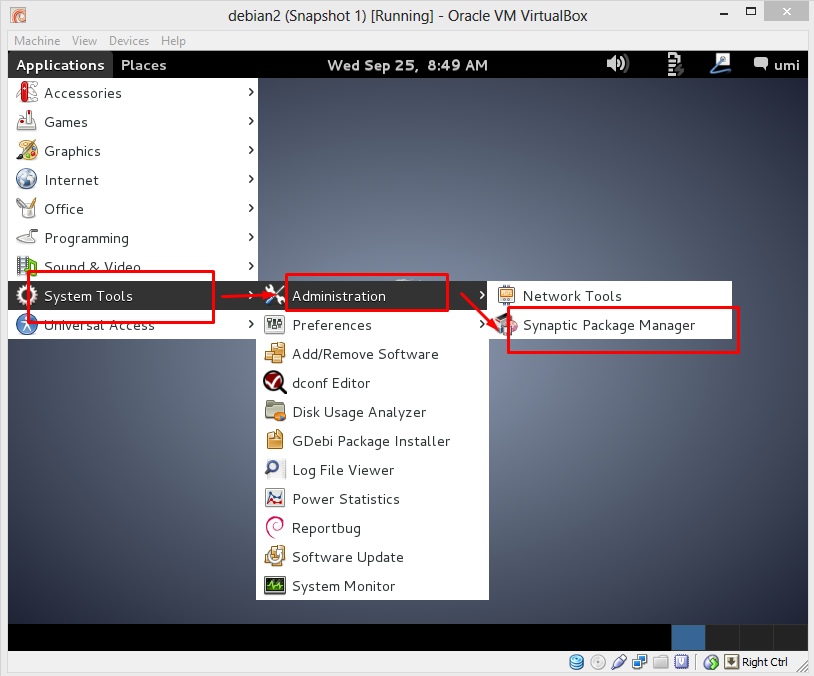 debian2 (Snapshot 1) [Running] - Oracle VM VirtualBox
Machine View Devices Help
Applications Places Wed Sep 25, 8:49 AM umi
Accessories
Games
Graphics
Internet
Office
Programming
Sound & Video
System Tools
Universal Access
Administration
Preferences
Add/Remove Software
dconf Editor
Disk Usage Analyzer
GDebi Package Installer
Log File Viewer
Power Statistics
Reportbug
Software Update
System Monitor
Network Tools
Synaptic Package Manager
Right Ctrl